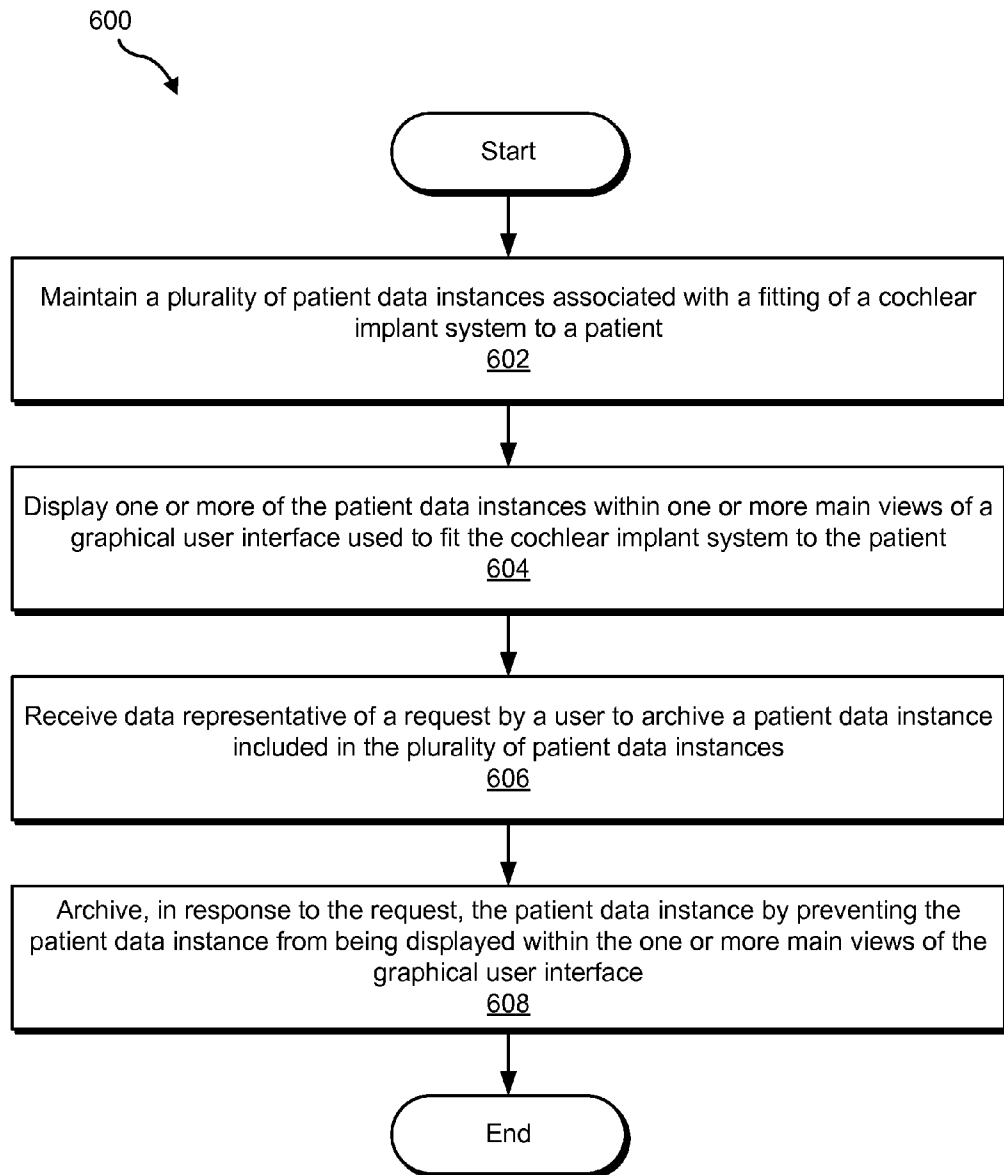 600
Start
Maintain a plurality of patient data instances associated with a fitting of a cochlear
implant system to a patient
602
Display one or more of the patient data instances within one or more main views of a
graphical user interface used to fit the cochlear implant system to the patient
604
Receive data representative of a request by a user to archive a patient data instance
included in the plurality of patient data instances
606
Archive, in response to the request, the patient data instance by preventing the
patient data instance from being displayed within the one or more main views of the
graphical user interface
608
End